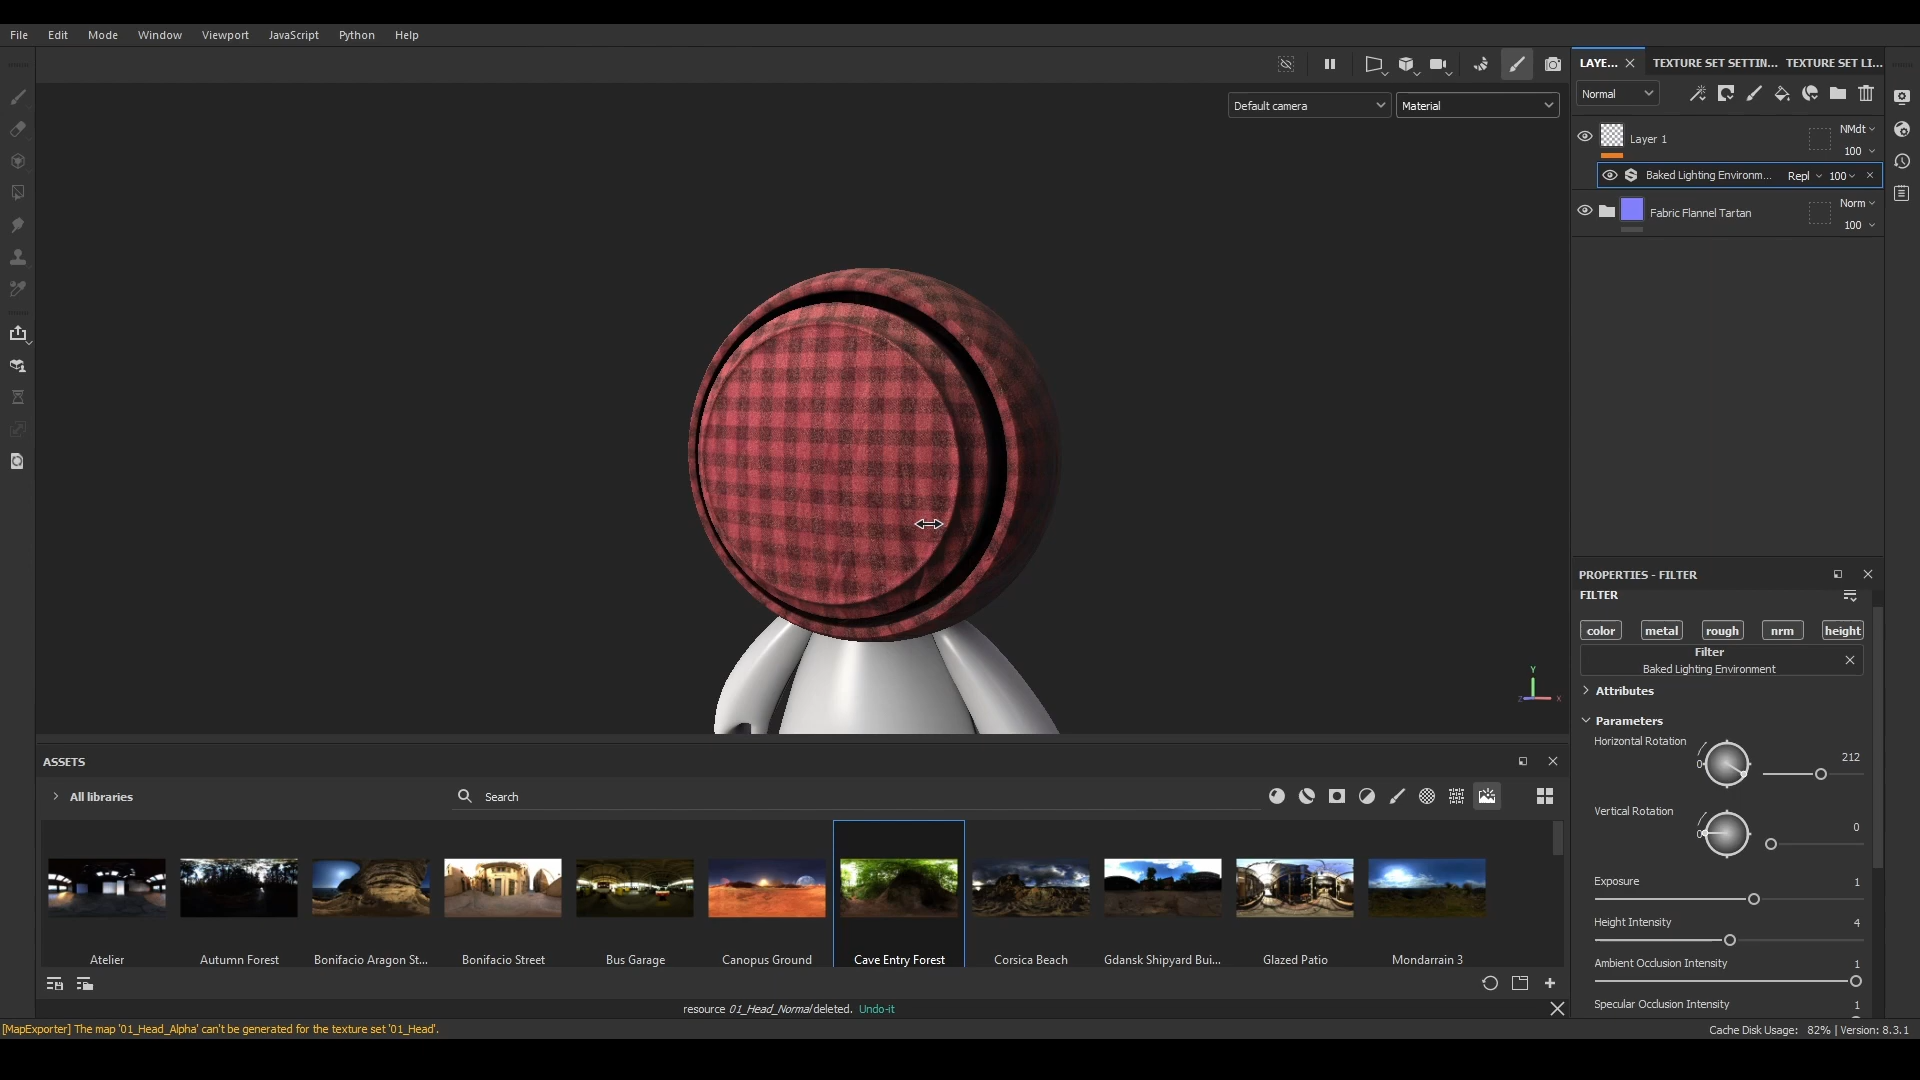 File Edit Mode Window Viewport JavaScript Python Help
LAYE... TEXTURE SET SETTIN... TEXTURE SET LI...
Default camera Material
Normal
Layer 1
NMdt
100
Baked Lighting Environm... Repl 100
Fabric Flannel Tartan
Norm
100
Y
Z X
PROPERTIES - FILTER
FILTER
color metal rough nrm height
Filter
Baked Lighting Environment
Attributes
Parameters
Horizontal Rotation
0
212
Vertical Rotation
0
0
Exposure 1
Height Intensity 4
Ambient Occlusion Intensity 1
Specular Occlusion Intensity 1
ASSETS
All libraries
Search
Atelier Autumn Forest Bonifacio Aragon St... Bonifacio Street Bus Garage Canopus Ground Cave Entry Forest Corsica Beach Gdansk Shipyard Bui... Glazed Patio Mondarrain 3
resource 01_Head_Normal deleted. Undo-it
[MapExporter] The map '01_Head_Alpha' can't be generated for the texture set '01_Head'.
Cache Disk Usage: 82% | Version: 8.3.1